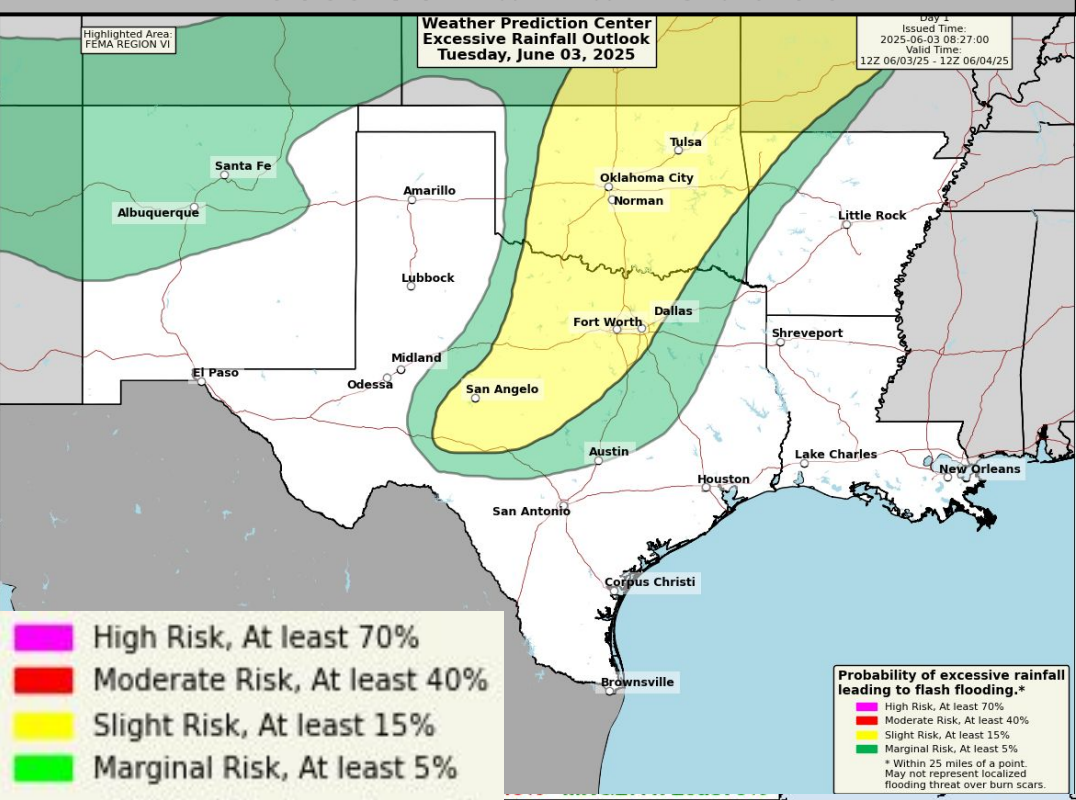 Weather Prediction Center
Excessive Rainfall Outlook
Tuesday, June 03, 2025
Highlighted Area:
FEMA REGION VI
Day 1
Issued Time:
2025-06-03 08:27:00
Valid Time:
12Z 06/03/25 - 12Z 06/04/25
Tulsa
Santa Fe
Oklahoma City
Amarillo
Norman
Albuquerque
Little Rock
Lubbock
Dallas
Fort Worth
Shreveport
Midland
El Paso
Odessa
San Angelo
Austin
Lake Charles
New Orleans
Houston
San Antonio
Corpus Christi
Brownsville
High Risk, At least 70%
Moderate Risk, At least 40%
Slight Risk, At least 15%
Marginal Risk, At least 5%
Probability of excessive rainfall
leading to flash flooding.*
High Risk, At least 70%
Moderate Risk, At least 40%
Slight Risk, At least 15%
Marginal Risk, At least 5%
* Within 25 miles of a point.
May not represent localized
flooding threat over burn scars.